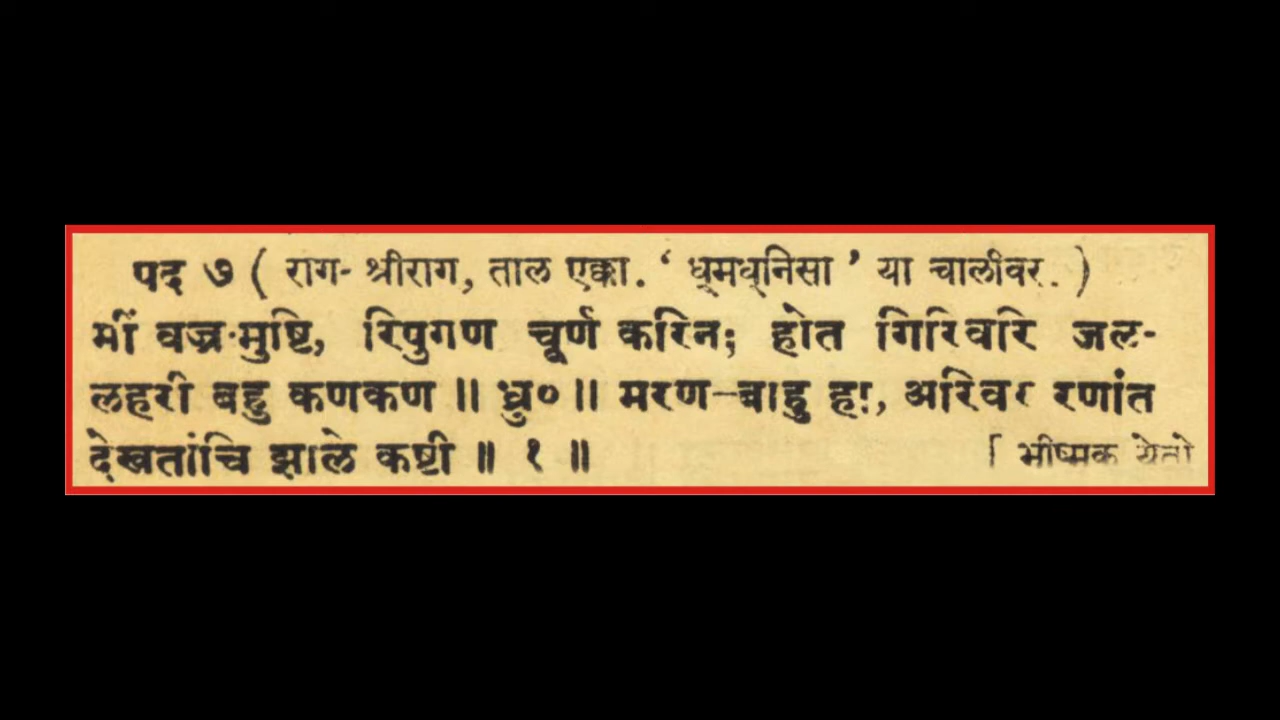 पद ७ ( राग- श्रीराग, ताल एक्का. ‘ ध्‌मध्‌निसा ’ या चालीवर. )
मीं वज्र-मुष्टि, रिपुगण चूर्ण करिन; होत गिरिवरि जल-
लहरी बहु कणकण ॥ ध्रु० ॥ मरण-बाहु हा, अरिवर रणांत
देखतांचि झाले कष्टी ॥ १ ॥ [ भीष्मक येतो